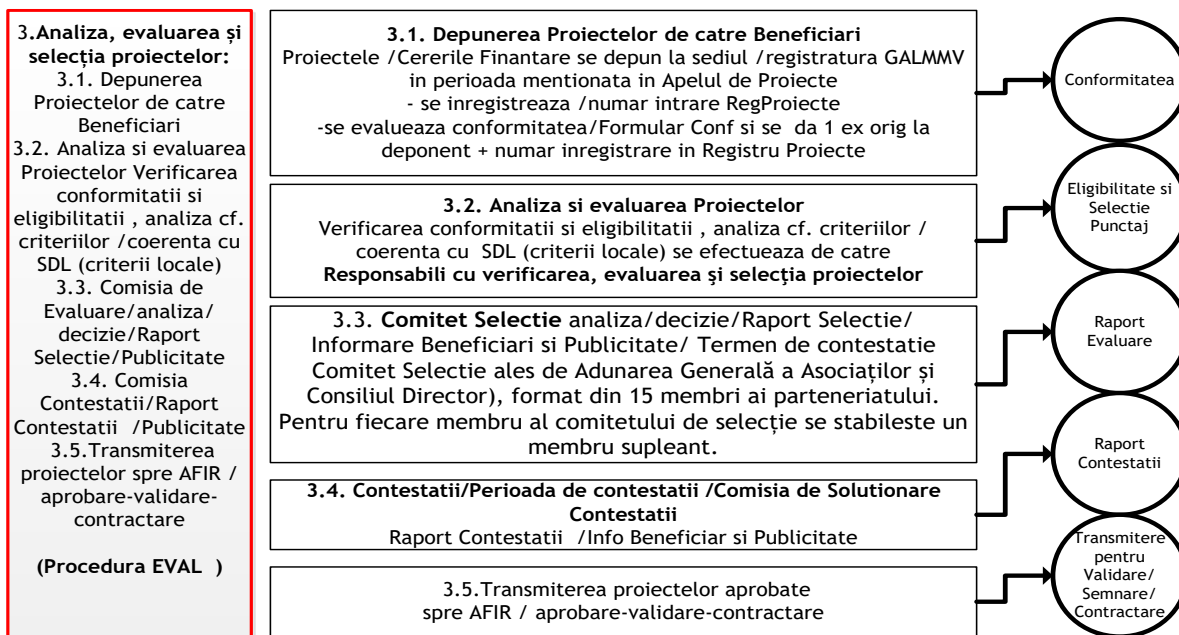 3.Analiza, evaluarea și
selecția proiectelor:
3.1. Depunerea
Proiectelor de catre
Beneficiari
3.2. Analiza si evaluarea
Proiectelor Verificarea
conformitatii si
eligibilitatii , analiza cf.
criteriilor /coerenta cu
SDL (criterii locale)
3.3. Comisia de
Evaluare/analiza/
decizie/Raport
Selectie/Publicitate
3.4. Comisia
Contestatii/Raport
Contestatii /Publicitate
3.5.Transmiterea
proiectelor spre AFIR /
aprobare-validare-
contractare
(Procedura EVAL )
3.1. Depunerea Proiectelor de catre Beneficiari
Proiectele /Cererile Finantare se depun la sediul /registratura GALMMV
in perioada mentionata in Apelul de Proiecte
- se inregistreaza /numar intrare RegProiecte
-se evalueaza conformitatea/Formular Conf si se da 1 ex orig la
deponent + numar inregistrare in Registru Proiecte
Conformitatea
3.2. Analiza si evaluarea Proiectelor
Verificarea conformitatii si eligibilitatii , analiza cf. criteriilor /
coerenta cu SDL (criterii locale) se efectueaza de catre
Responsabili cu verificarea, evaluarea şi selecţia proiectelor
Eligibilitate si
Selectie
Punctaj
3.3. Comitet Selectie analiza/decizie/Raport Selectie/
Informare Beneficiari si Publicitate/ Termen de contestatie
Comitet Selectie ales de Adunarea Generală a Asociaților și
Consiliul Director), format din 15 membri ai parteneriatului.
Pentru fiecare membru al comitetului de selecție se stabileste un
membru supleant.
Raport
Evaluare
3.4. Contestatii/Perioada de contestatii /Comisia de Solutionare
Contestatii
Raport Contestatii /Info Beneficiar si Publicitate
Raport
Contestatii
3.5.Transmiterea proiectelor aprobate
spre AFIR / aprobare-validare-contractare
Transmitere
pentru
Validare/
Semnare/
Contractare